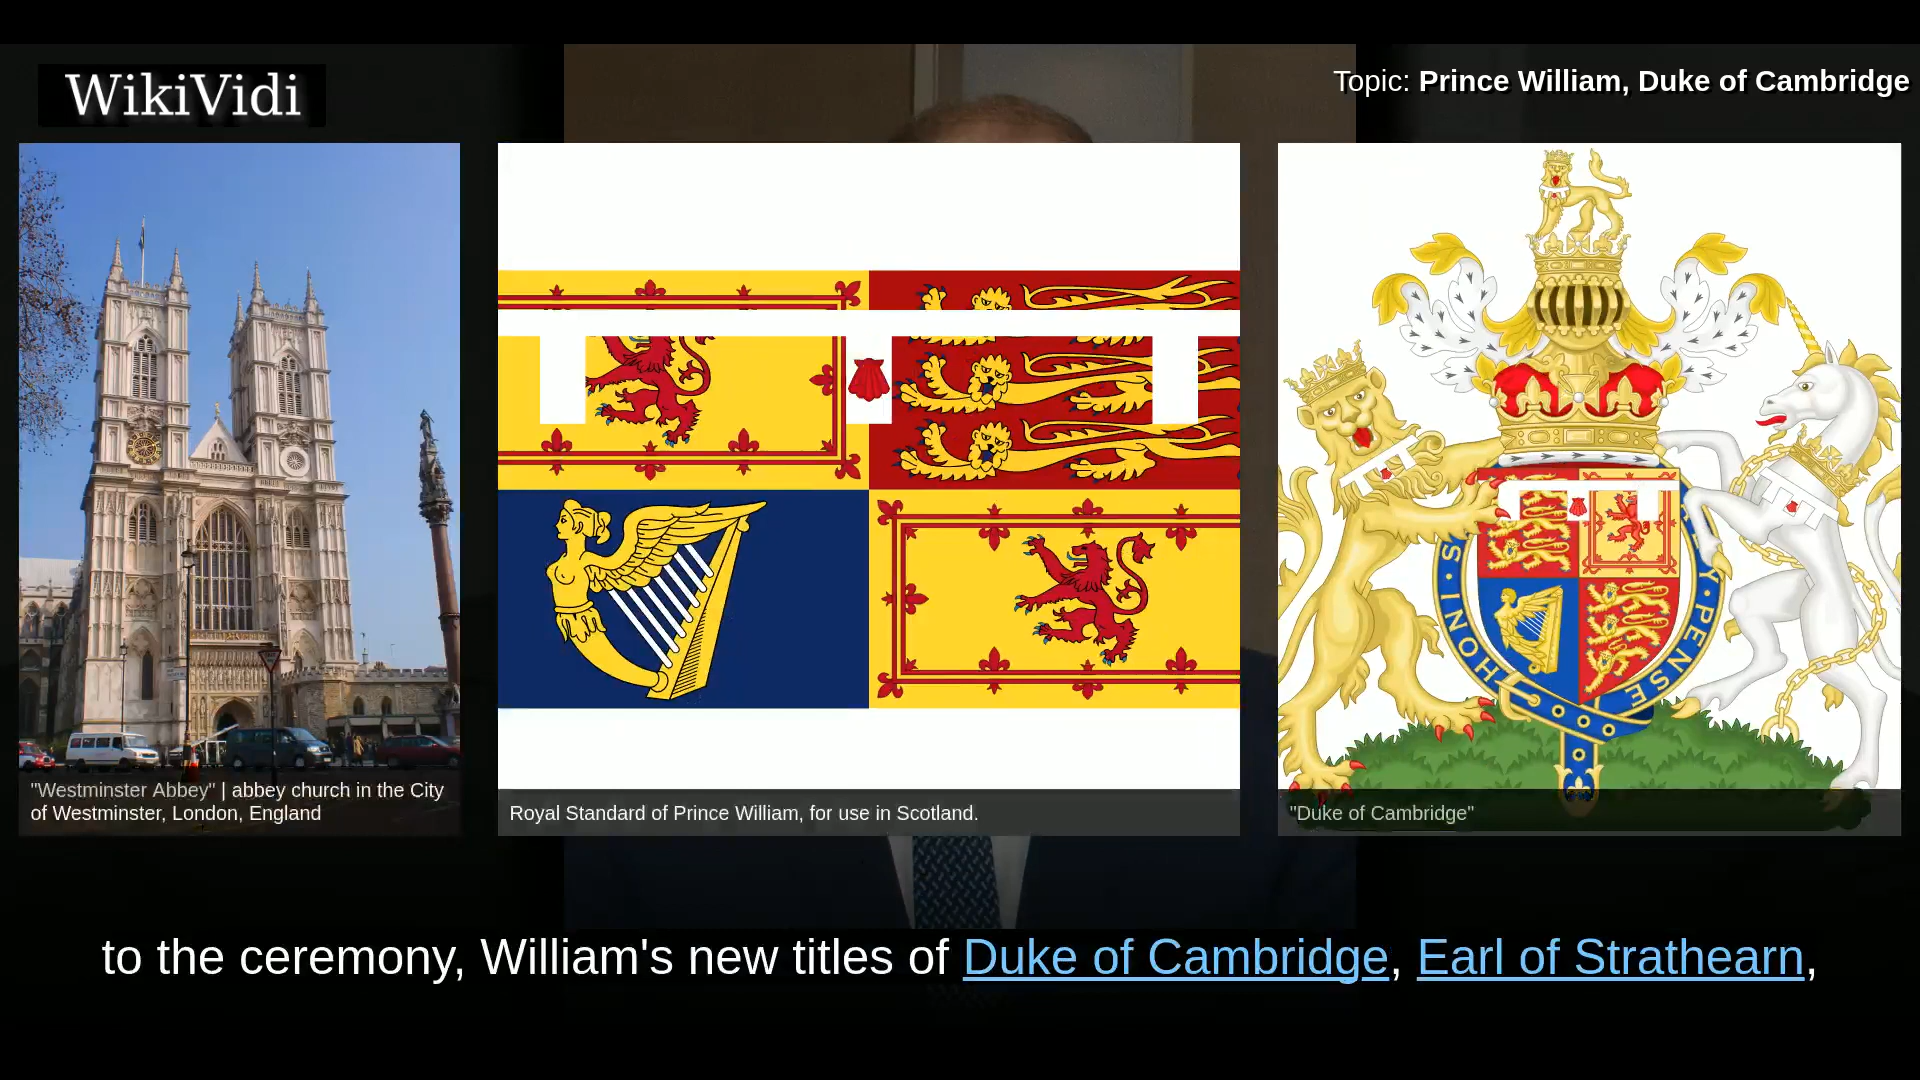 WikiVidi
Topic: Prince William, Duke of Cambridge
"Westminster Abbey" | abbey church in the City
of Westminster, London, England
Royal Standard of Prince William, for use in Scotland.
HONI S
Y·PENSE
"Duke of Cambridge"
to the ceremony, William's new titles of Duke of Cambridge, Earl of Strathearn,